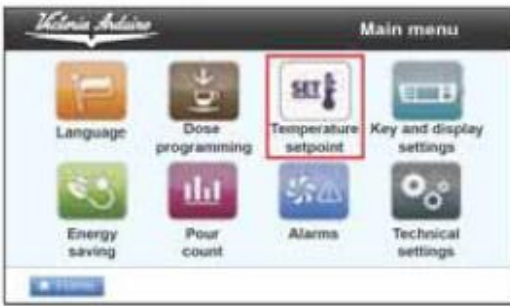 Victoria Arduino
Main menu
Language
Dose
programming
SET
Temperature
setpoint
Key and display
settings
Energy
saving
Pour
count
Alarms
Technical
settings
Home